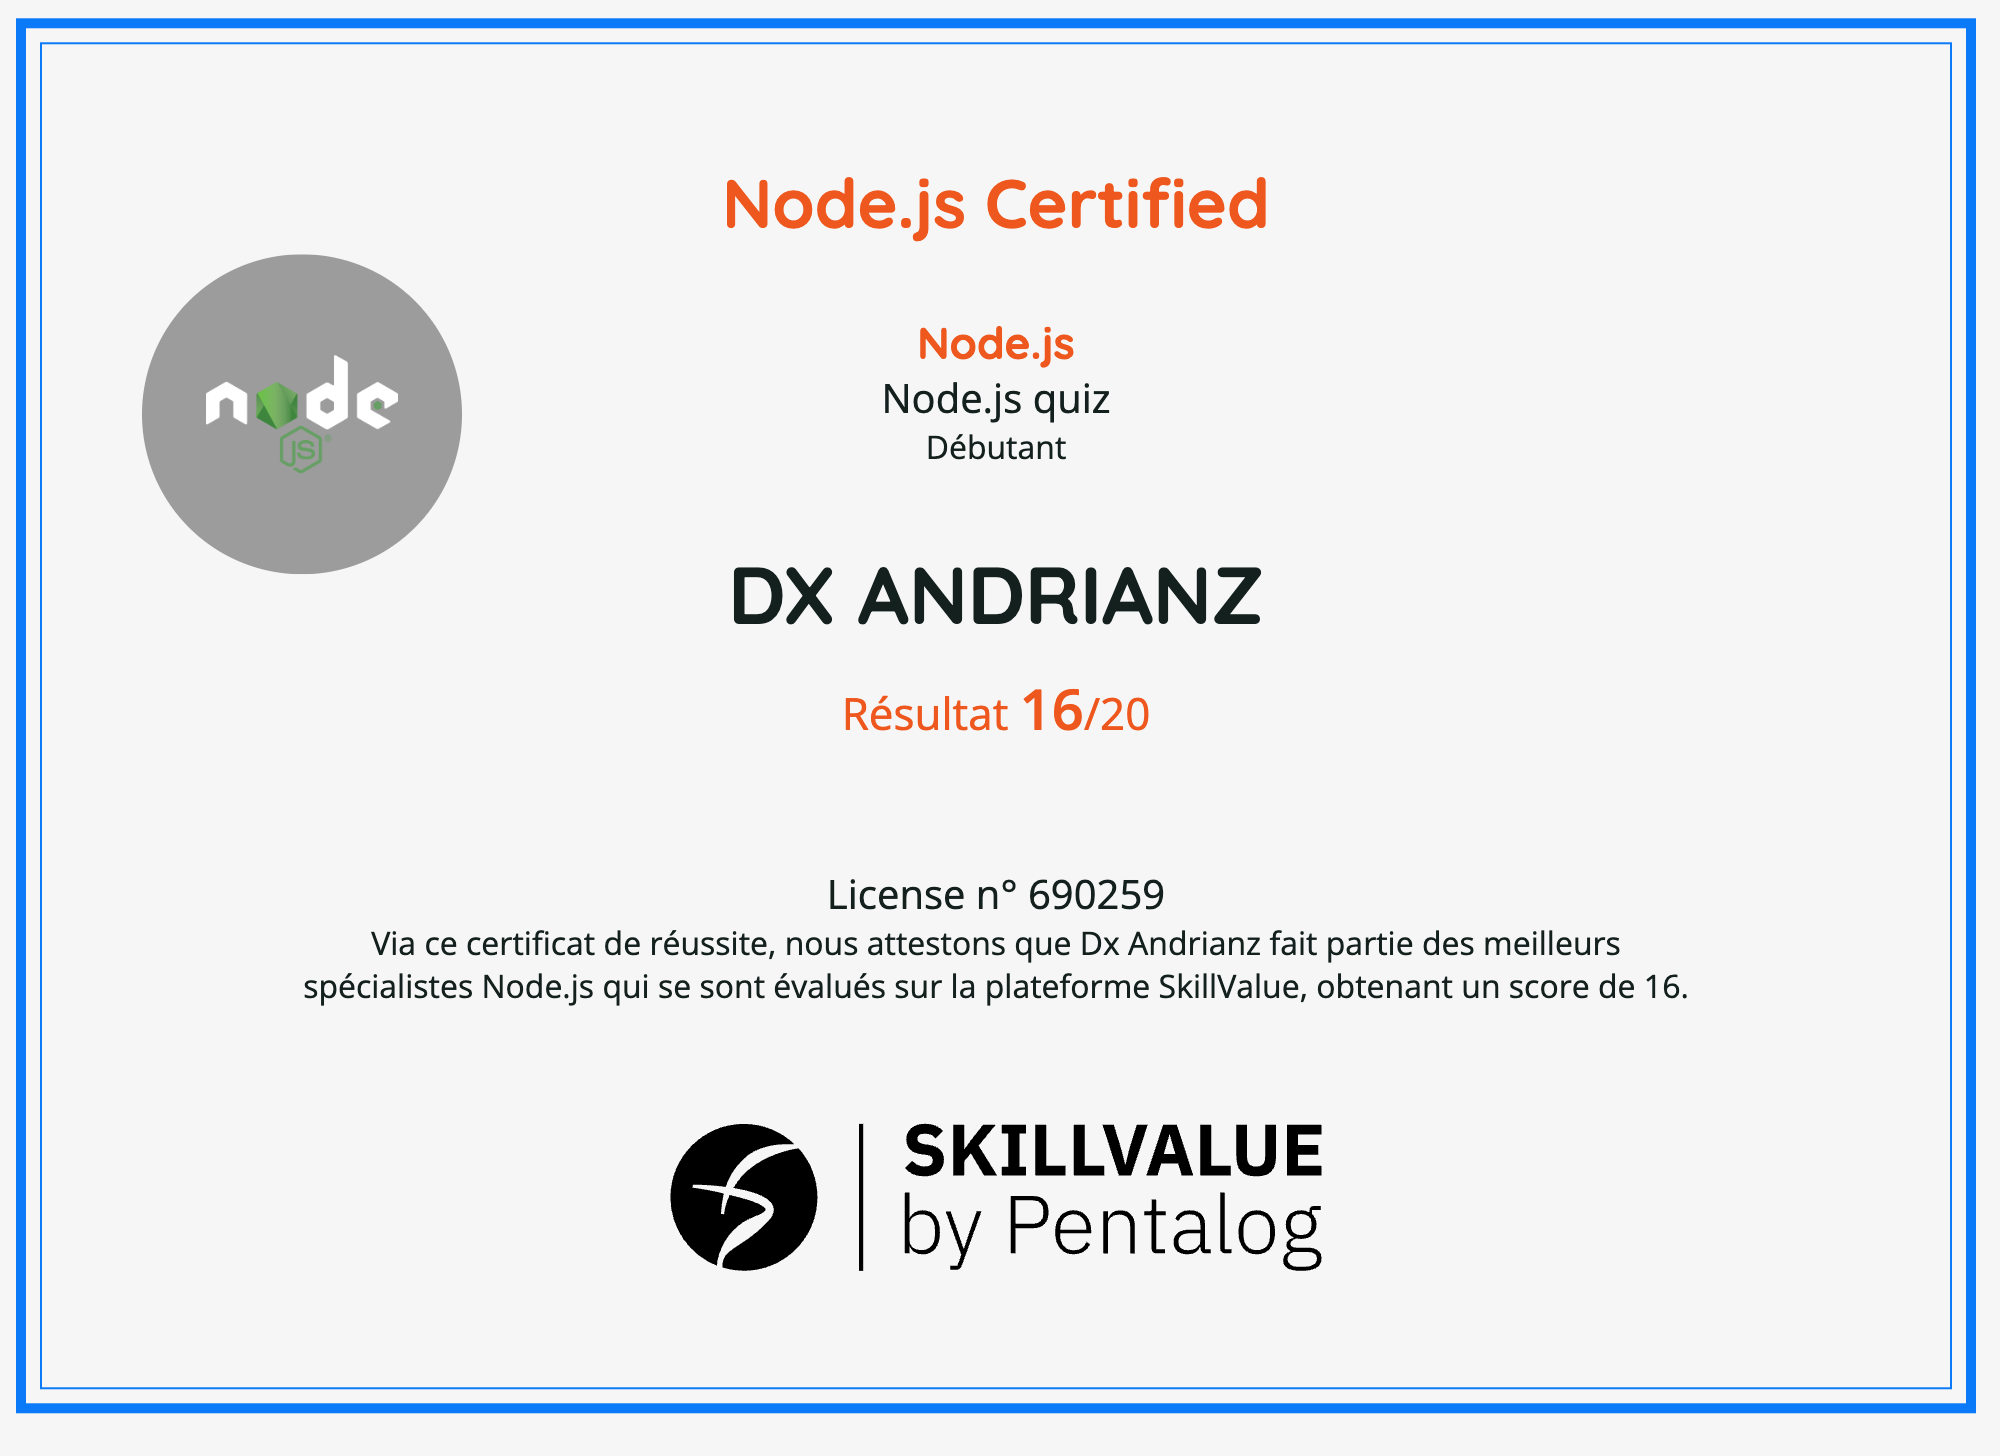 Node.js Certified
node
JS
Node.js
Node.js quiz
Débutant
DX ANDRIANZ
Résultat 16/20
License n° 690259
Via ce certificat de réussite, nous attestons que Dx Andrianz fait partie des meilleurs
spécialistes Node.js qui se sont évalués sur la plateforme SkillValue, obtenant un score de 16.
SKILLVALUE
by Pentalog